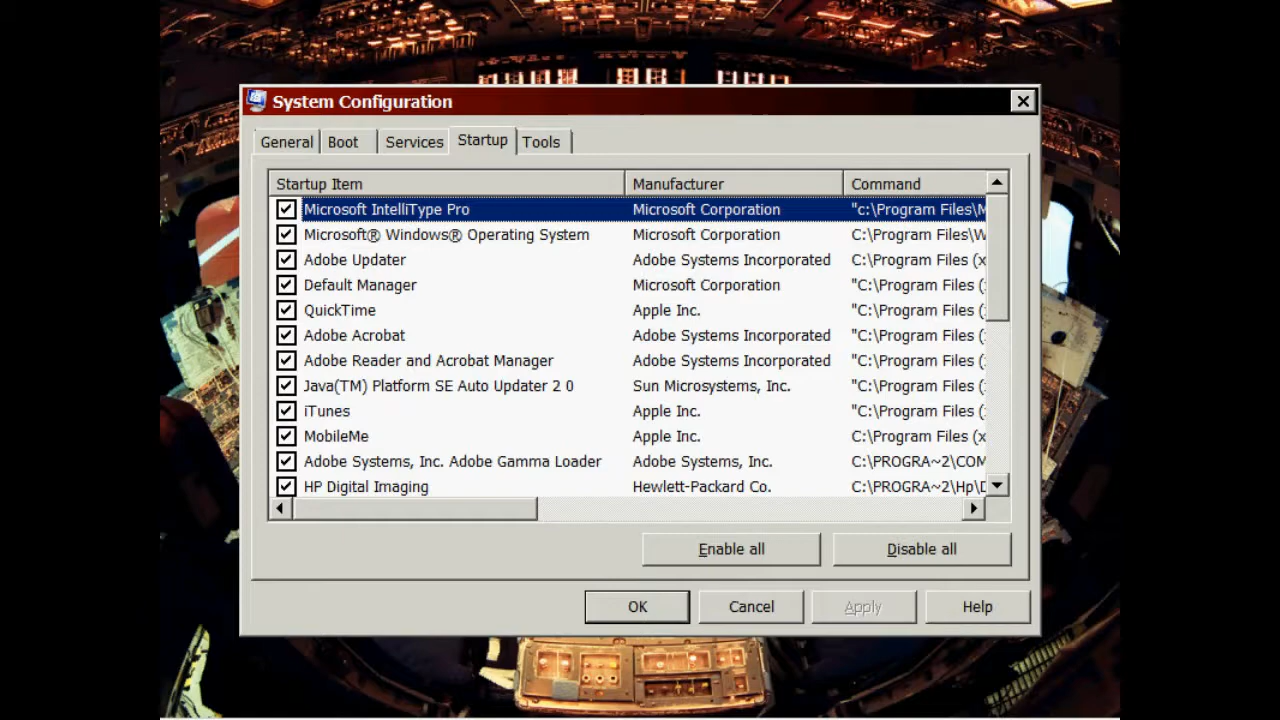 System Configuration
General Boot Services Startup Tools
Startup Item Manufacturer Command
Microsoft IntelliType Pro Microsoft Corporation "c:\Program Files\M
Microsoft® Windows® Operating System Microsoft Corporation C:\Program Files\W
Adobe Updater Adobe Systems Incorporated C:\Program Files (x
Default Manager Microsoft Corporation "C:\Program Files (
QuickTime Apple Inc. "C:\Program Files (
Adobe Acrobat Adobe Systems Incorporated "C:\Program Files (
Adobe Reader and Acrobat Manager Adobe Systems Incorporated "C:\Program Files (
Java(TM) Platform SE Auto Updater 2 0 Sun Microsystems, Inc. "C:\Program Files (
iTunes Apple Inc. "C:\Program Files (
MobileMe Apple Inc. C:\Program Files (x
Adobe Systems, Inc. Adobe Gamma Loader Adobe Systems, Inc. C:\PROGRA~2\COM
HP Digital Imaging Hewlett-Packard Co. C:\PROGRA~2\Hp\D
Enable all Disable all
OK Cancel Apply Help